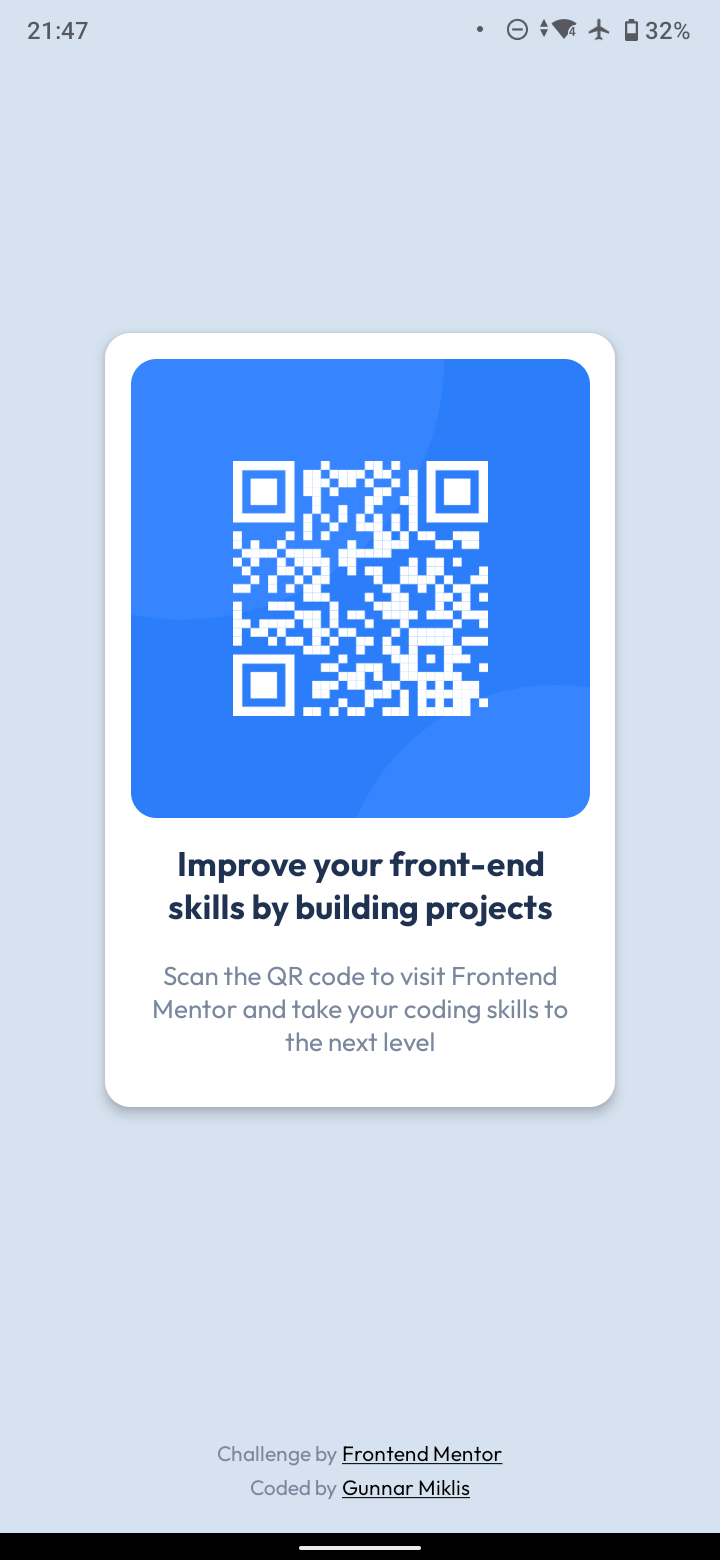 21:47
4
32%
Improve your front-end
skills by building projects
Scan the QR code to visit Frontend
Mentor and take your coding skills to
the next level
Challenge by Frontend Mentor
Coded by Gunnar Miklis